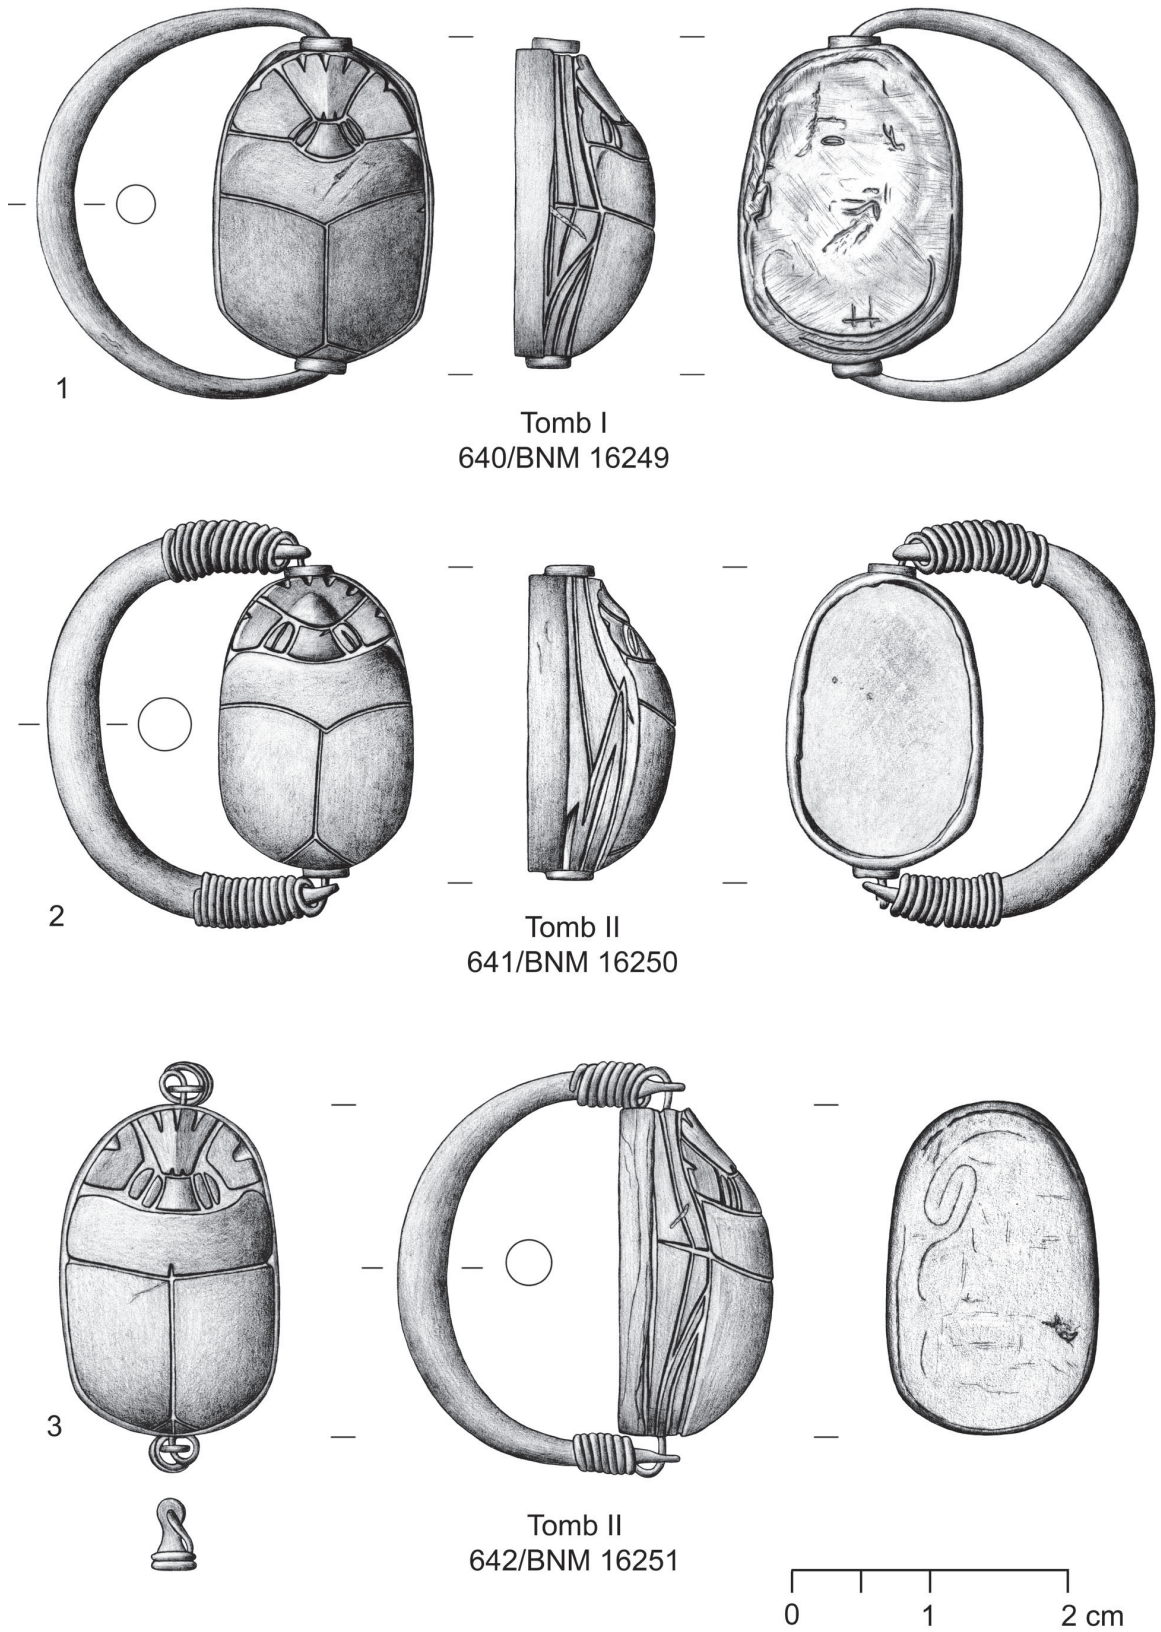 1
Tomb I
640/BNM 16249
2
Tomb II
641/BNM 16250
3
Tomb II
642/BNM 16251
0 1 2 cm